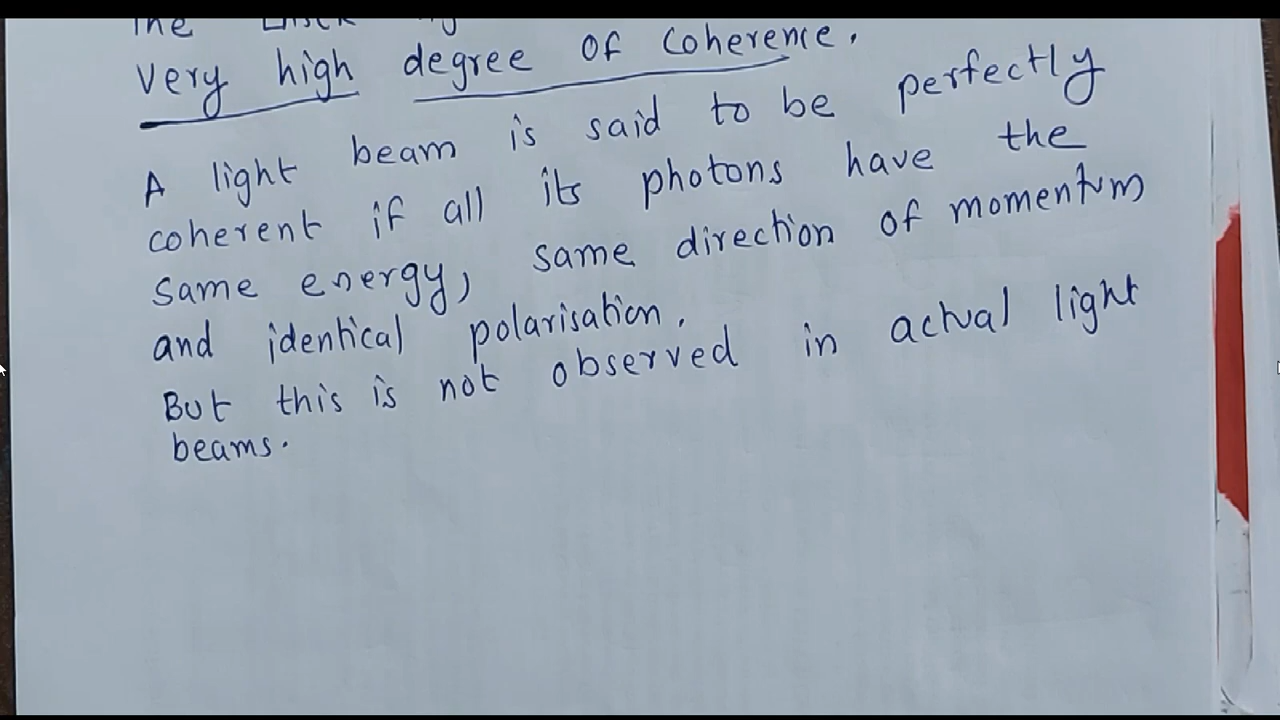 The
very high degree of coherence.
A light beam is said to be perfectly
coherent if all its photons have the
same energy, same direction of momentum
and identical polarisation.
But this is not observed in actual light
beams.